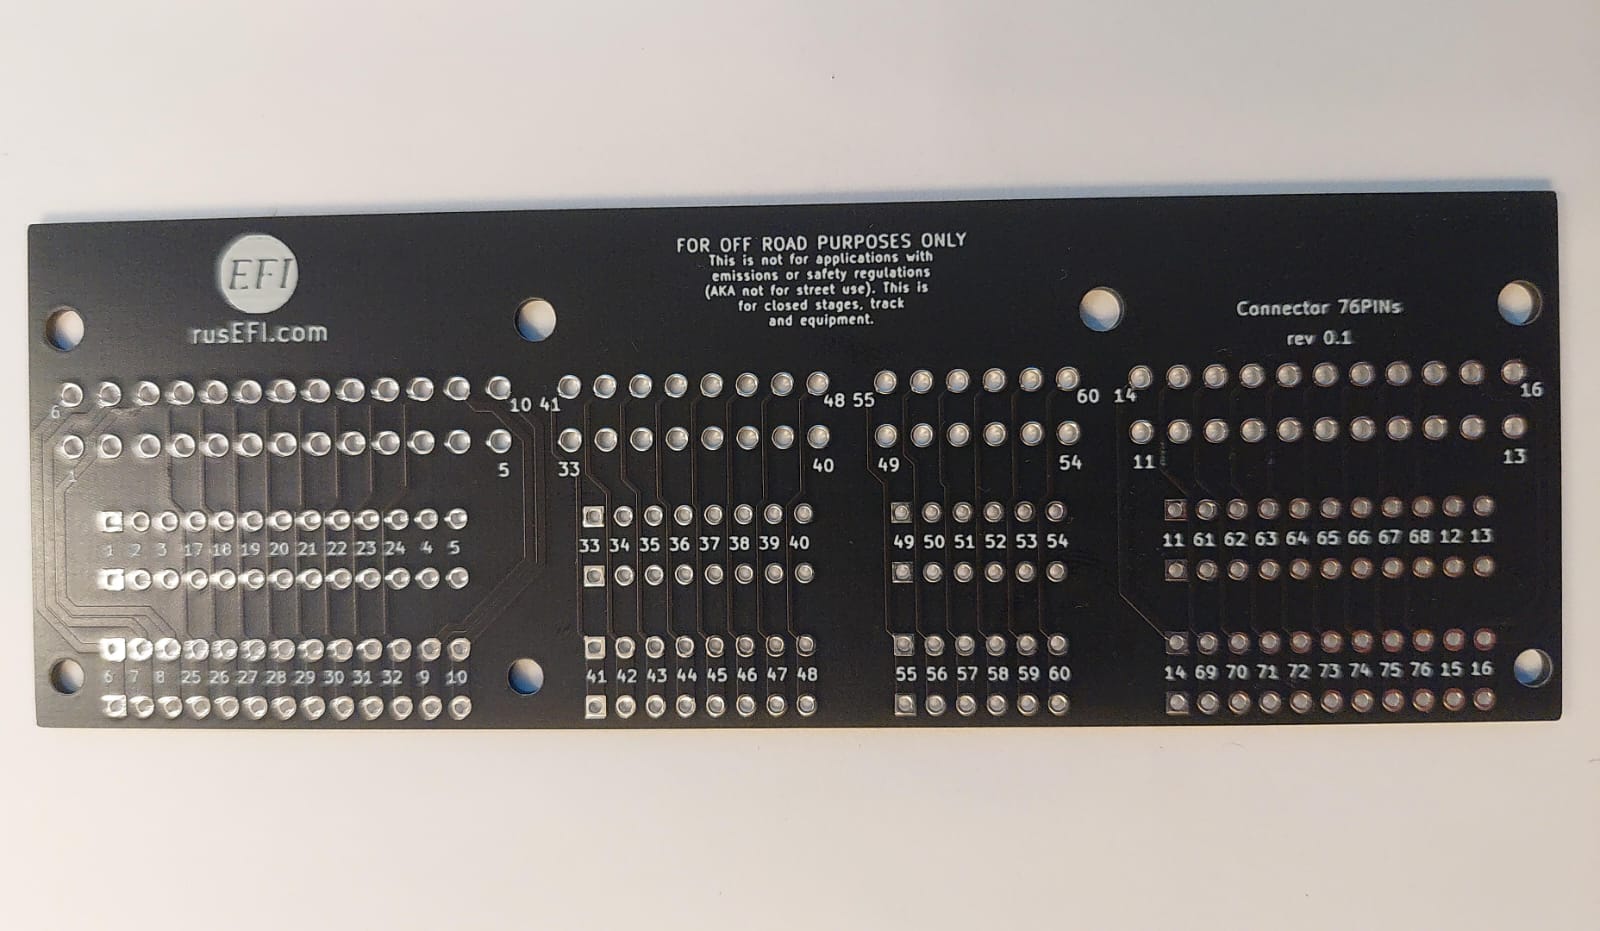 EFI
rusEFI.com
FOR OFF ROAD PURPOSES ONLY
This is not for applications with
emissions or safety regulations
(AKA not for street use). This is
for closed stages, track
and equipment.
Connector 76PINs
rev 0.1
6 10 41 48 55 60 14 16
1 5 33 40 49 54 11 13
1 2 3 17 18 19 20 21 22 23 24 4 5 33 34 35 36 37 38 39 40 49 50 51 52 53 54 11 61 62 63 64 65 66 67 68 12 13
6 7 8 25 26 27 28 29 30 31 32 9 10 41 42 43 44 45 46 47 48 55 56 57 58 59 60 14 69 70 71 72 73 74 75 76 15 16